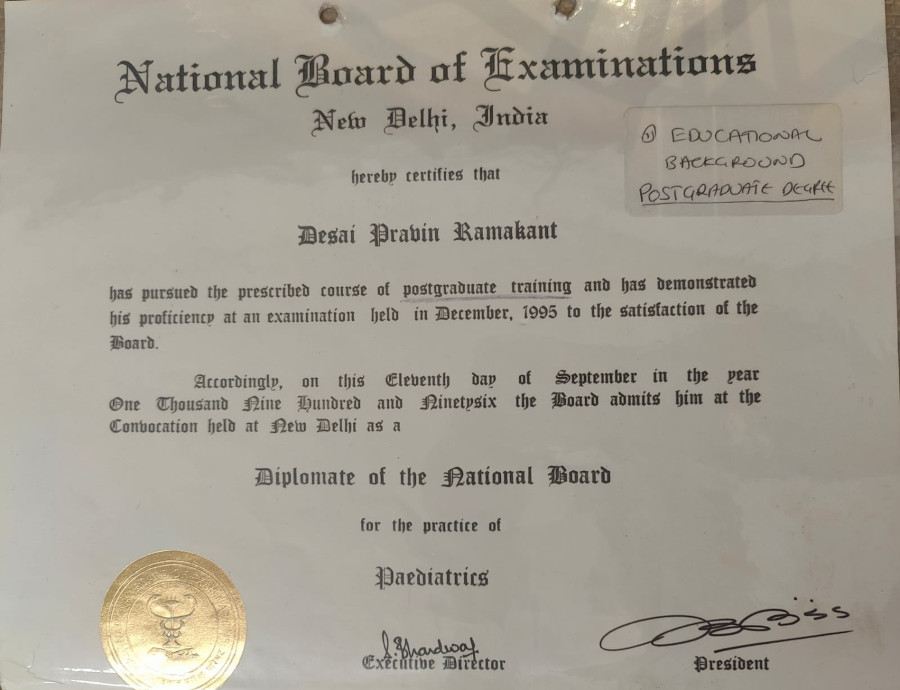 National Board of Examinations
New Delhi, India
① EDUCATIONAL
BACKGROUND
POSTGRADUATE DEGREE
hereby certifies that
Desai Pravin Ramakant
has pursued the prescribed course of postgraduate training and has demonstrated
his proficiency at an examination held in December, 1995 to the satisfaction of the
Board.
Accordingly, on this Eleventh day of September in the year
One Thousand Nine Hundred and Ninetysix the Board admits him at the
Convocation held at New Delhi as a
Diplomate of the National Board
for the practice of
Paediatrics
S. Bhardwaj
Executive Director
President